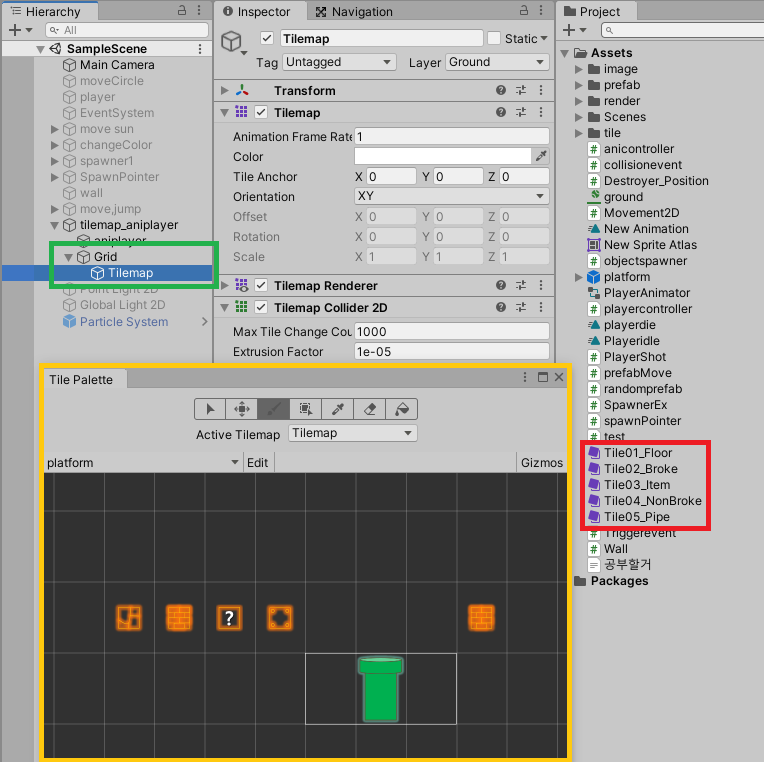 Hierarchy
All
SampleScene
Main Camera
moveCircle
player
EventSystem
move sun
changeColor
spawner1
SpawnPointer
wall
move,jump
tilemap_aniplayer
aniplayer
Grid
Tilemap
Point Light 2D
Global Light 2D
Particle System
Inspector
Navigation
Tilemap
Static
Tag Untagged
Layer Ground
Transform
Tilemap
Animation Frame Rate 1
Color
Tile Anchor X 0 Y 0 Z 0
Orientation XY
Offset X 0 Y 0 Z 0
Rotation X 0 Y 0 Z 0
Scale X 1 Y 1 Z 1
Tilemap Renderer
Tilemap Collider 2D
Max Tile Change Cou 1000
Extrusion Factor 1e-05
Tile Palette
Active Tilemap Tilemap
platform
Edit
Gizmos
?
Project
Assets
image
prefab
render
Scenes
tile
anicontroller
collisionevent
Destroyer_Position
ground
Movement2D
New Animation
New Sprite Atlas
objectspawner
platform
PlayerAnimator
playercontroller
playerdie
Playeridle
PlayerShot
prefabMove
randomprefab
SpawnerEx
spawnPointer
test
Tile01_Floor
Tile02_Broke
Tile03_Item
Tile04_NonBroke
Tile05_Pipe
Triggerevent
Wall
공부할거
Packages